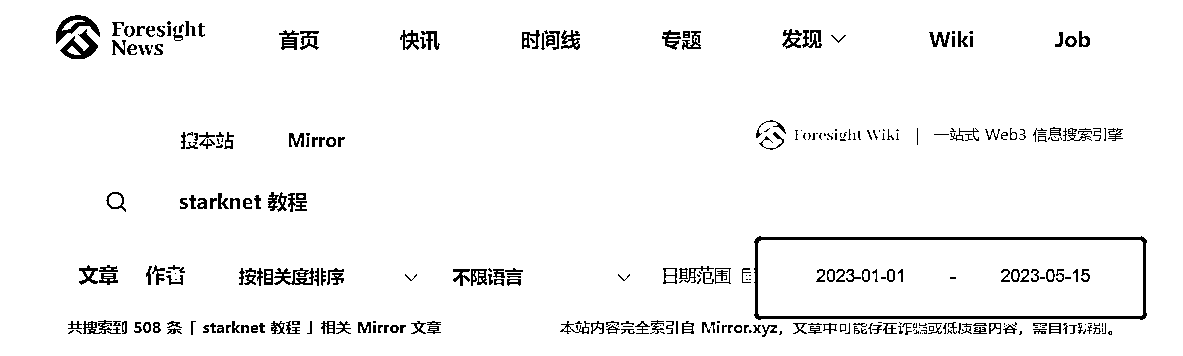 Foresight News 首页 快讯 时间线 专题 发现 Wiki Job
搜本站 Mirror
Foresight Wiki | 一站式 Web3 信息搜索引擎
starknet 教程
文章 作者 按相关度排序 不限语言 日期范围 2023-01-01 - 2023-05-15
共搜索到 508 条「 starknet 教程 」相关 Mirror 文章
本站内容完全索引自 Mirror.xyz，文章中可能存在诈骗或低质量内容，需自行辨别。